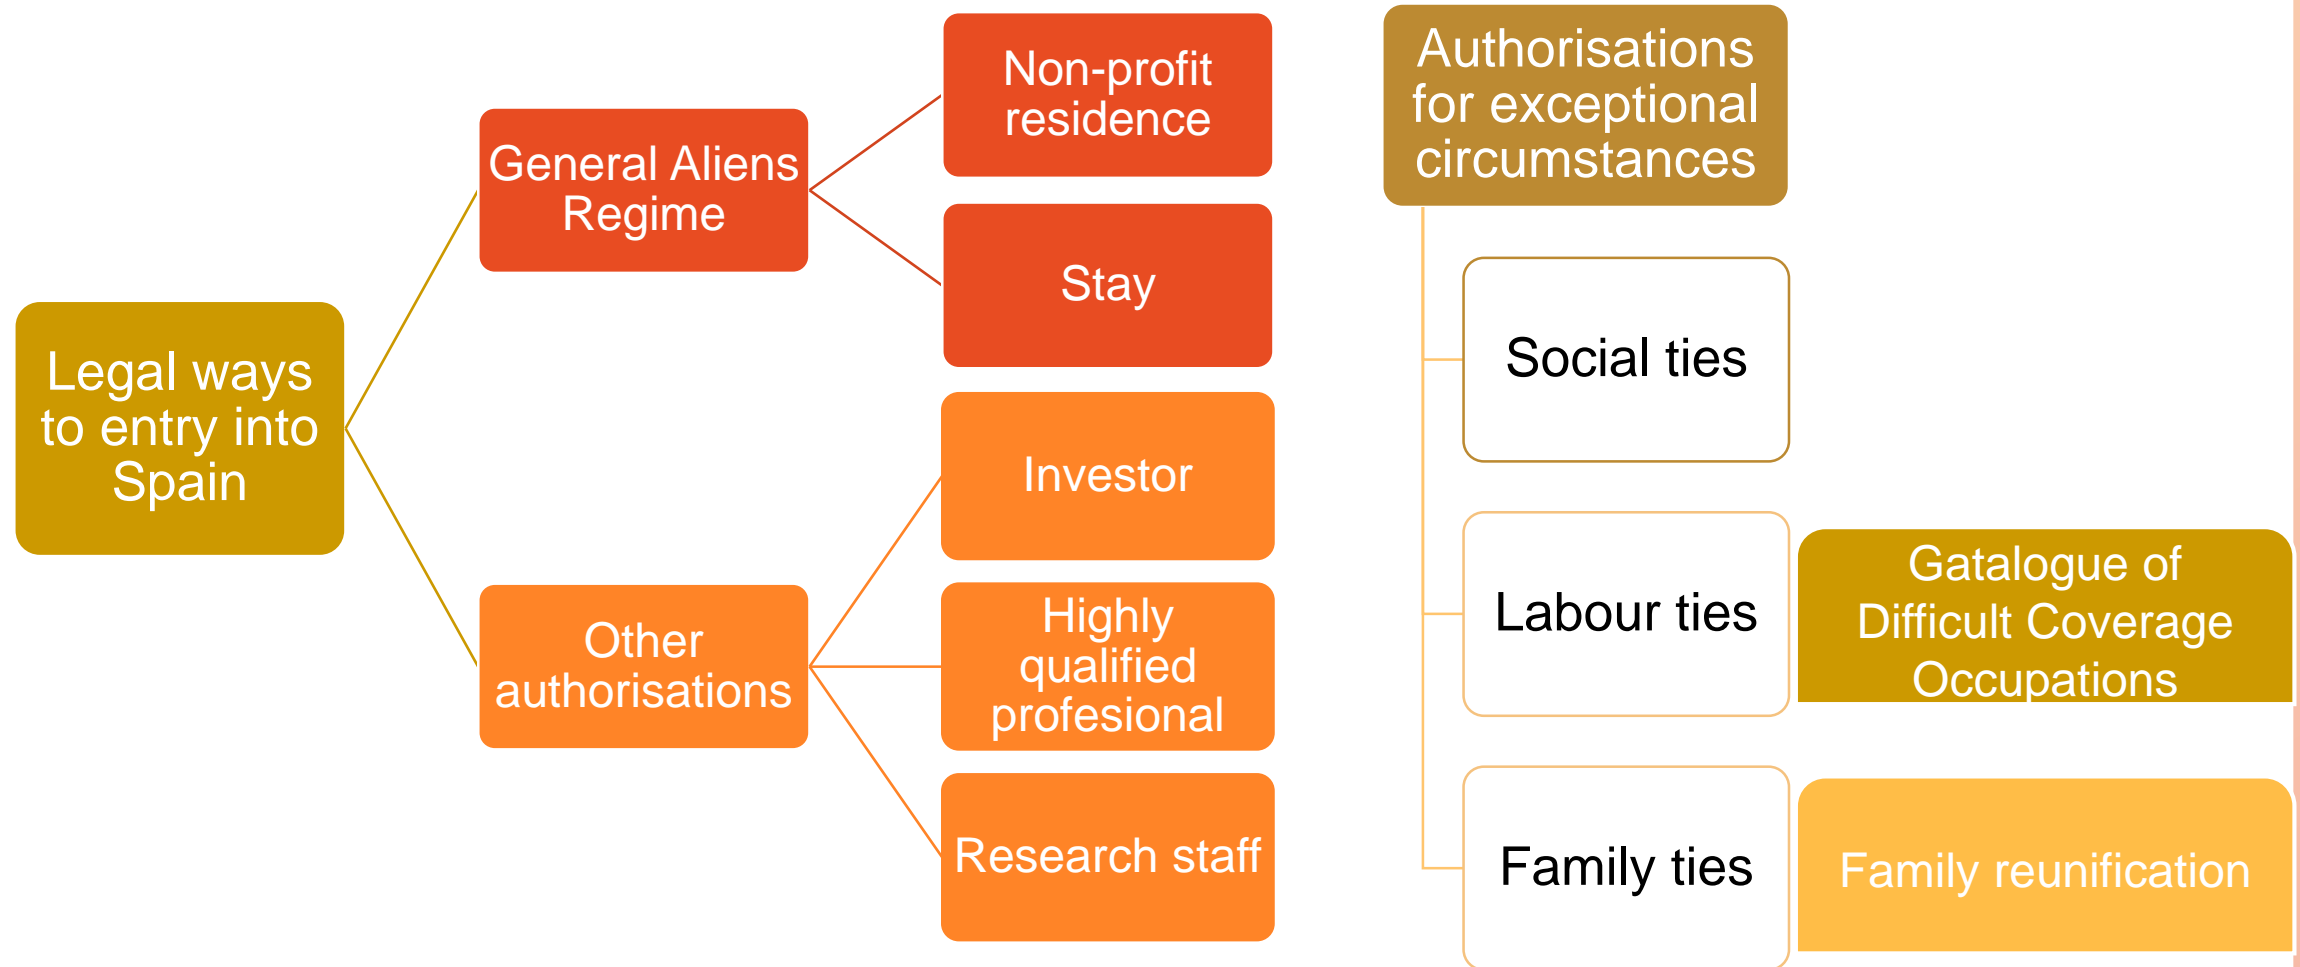 Legal ways
to entry into
Spain
General Aliens
Regime
Non-profit
residence
Stay
Other
authorisations
Investor
Highly
qualified
profesional
Research staff
Authorisations
for exceptional
circumstances
Social ties
Labour ties
Gatalogue of
Difficult Coverage
Occupations
Family ties
Family reunification